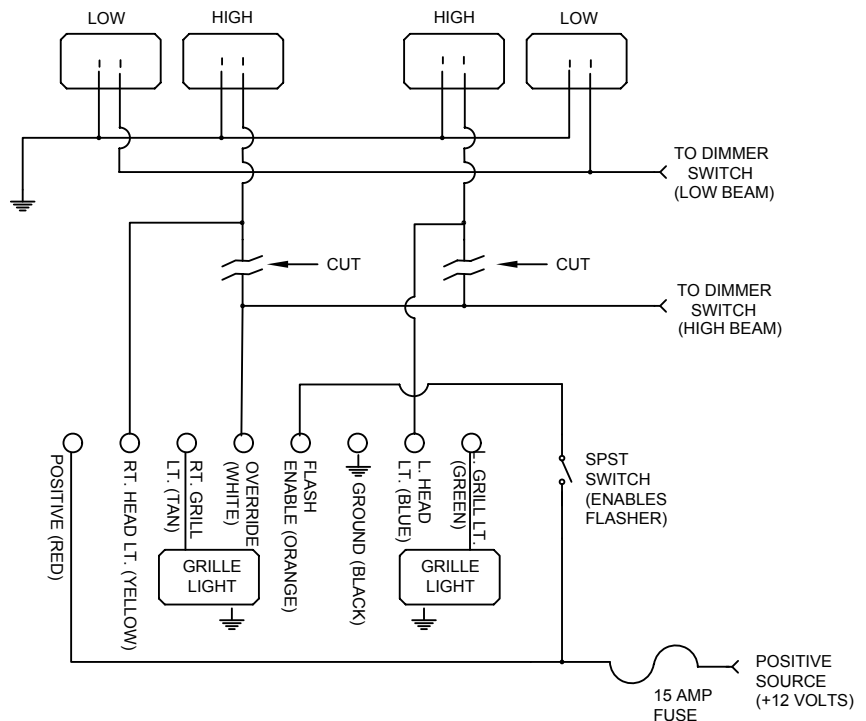 LOW
HIGH
HIGH
LOW
TO DIMMER
SWITCH
(LOW BEAM)
CUT
CUT
TO DIMMER
SWITCH
(HIGH BEAM)
POSITIVE (RED)
RT. HEAD LT. (YELLOW)
RT. GRILL
LT. (TAN)
OVERRIDE
(WHITE)
FLASH
ENABLE (ORANGE)
GROUND (BLACK)
L. HEAD
LT. (BLUE)
L. GRILL LT.
(GREEN)
SPST
SWITCH
(ENABLES
FLASHER)
GRILLE
LIGHT
GRILLE
LIGHT
15 AMP
FUSE
POSITIVE
SOURCE
(+12 VOLTS)